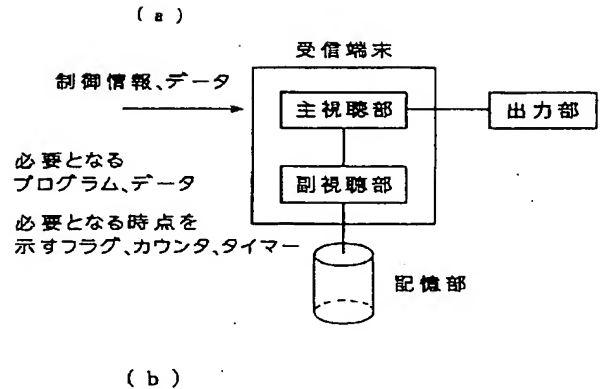 (a)
受信端末
制御情報、データ
主視聴部
出力部
必要となる
プログラム、データ
副視聴部
必要となる時点を
示すフラグ、カウンタ、タイマー
記憶部
(b)